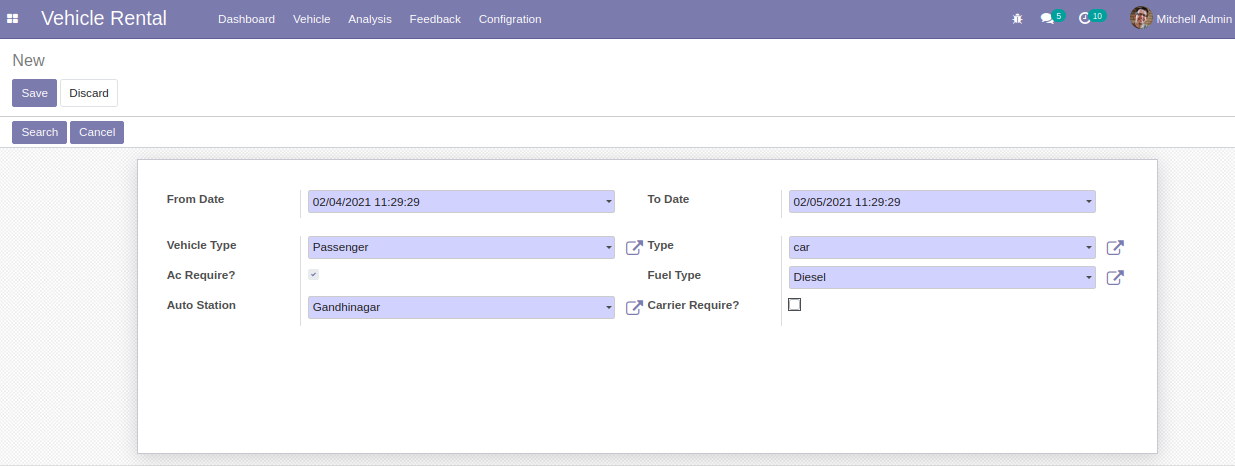 Vehicle Rental Dashboard Vehicle Analysis Feedback Configration 5 10 Mitchell Admin
New
Save Discard
Search Cancel
From Date 02/04/2021 11:29:29 To Date 02/05/2021 11:29:29
Vehicle Type Passenger Type car
Ac Require? Fuel Type Diesel
Auto Station Gandhinagar Carrier Require?